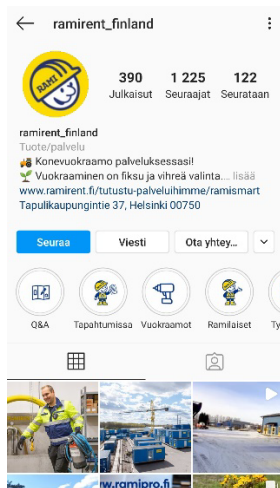 ramirent_finland
RAMI
390 1 225 122
Julkaisut Seuraajat Seurataan
ramirent_finland
Tuote/palvelu
Konevuokraamo palveluksessasi!
Vuokraaminen on fiksu ja vihreä valinta... lisää
www.ramirent.fi/tutustu-palveluihimme/ramismart
Tapulikaupungintie 37, Helsinki 00750
Seuraa Viesti Ota yhtey...
Q&A Tapahtumissa Vuokraamot Ramilaiset Ty
www.ramipro.fi